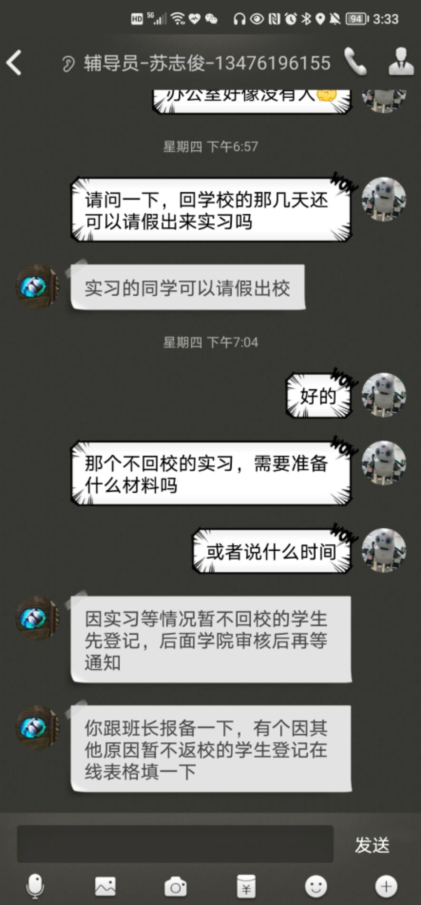 HD 5G 94 3:33
辅导员-苏志俊-13476196155
办公室好像没有人
星期四 下午6:57
请问一下，回学校的那几天还
可以请假出来实习吗
实习的同学可以请假出校
星期四 下午7:04
好的
那个不回校的实习，需要准备
什么材料吗
或者说什么时间
因实习等情况暂不回校的学生
先登记，后面学院审核后再等
通知
你跟班长报备一下，有个因其
他原因暂不返校的学生登记在
线表格填一下
发送